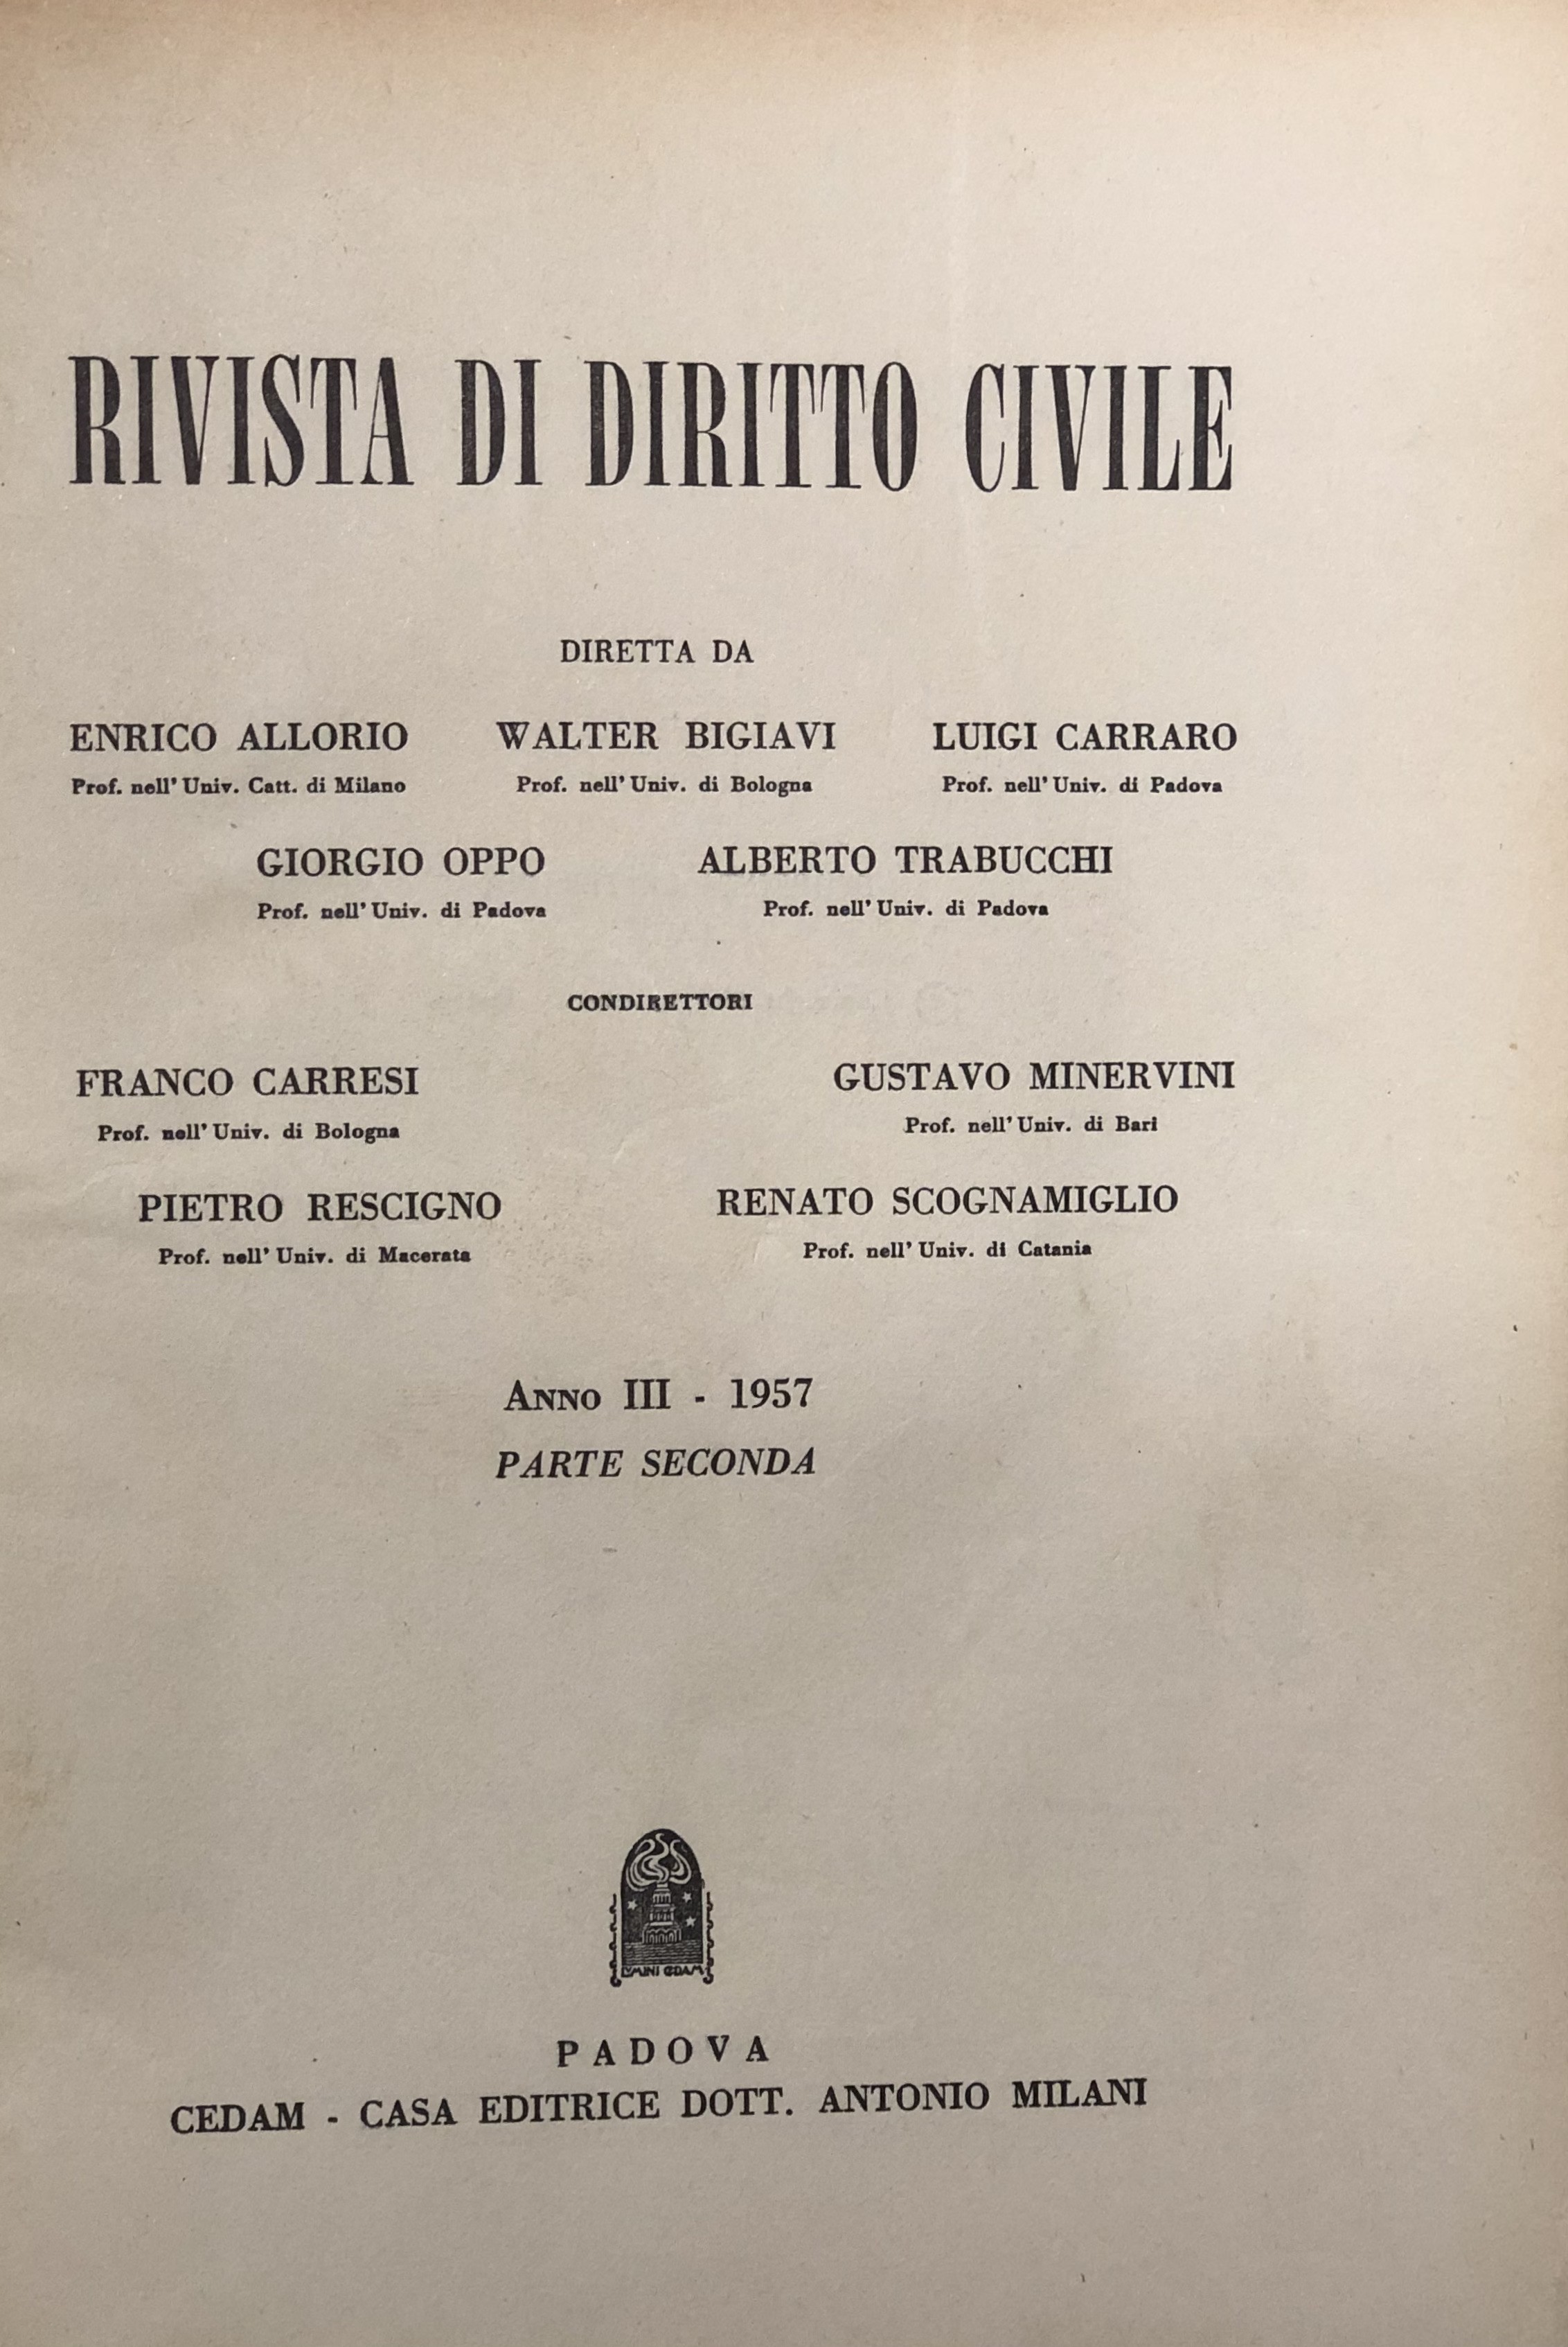 RIVISTA DI DIRITTO CIVILE
DIRETTA DA
ENRICO ALLORIO WALTER BIGIAVI LUIGI CARRARO
Prof. nell' Univ. Catt. di Milano Prof. nell' Univ. di Bologna Prof. nell' Univ. di Padova
GIORGIO OPPO ALBERTO TRABUCCHI
Prof. nell' Univ. di Padova Prof. nell' Univ. di Padova
CONDIRETTORI
FRANCO CARRESI GUSTAVO MINERVINI
Prof. nell' Univ. di Bologna Prof. nell' Univ. di Bari
PIETRO RESCIGNO RENATO SCOGNAMIGLIO
Prof. nell' Univ. di Macerata Prof. nell' Univ. di Catania
ANNO III - 1957
PARTE SECONDA
PADOVA
CEDAM - CASA EDITRICE DOTT. ANTONIO MILANI